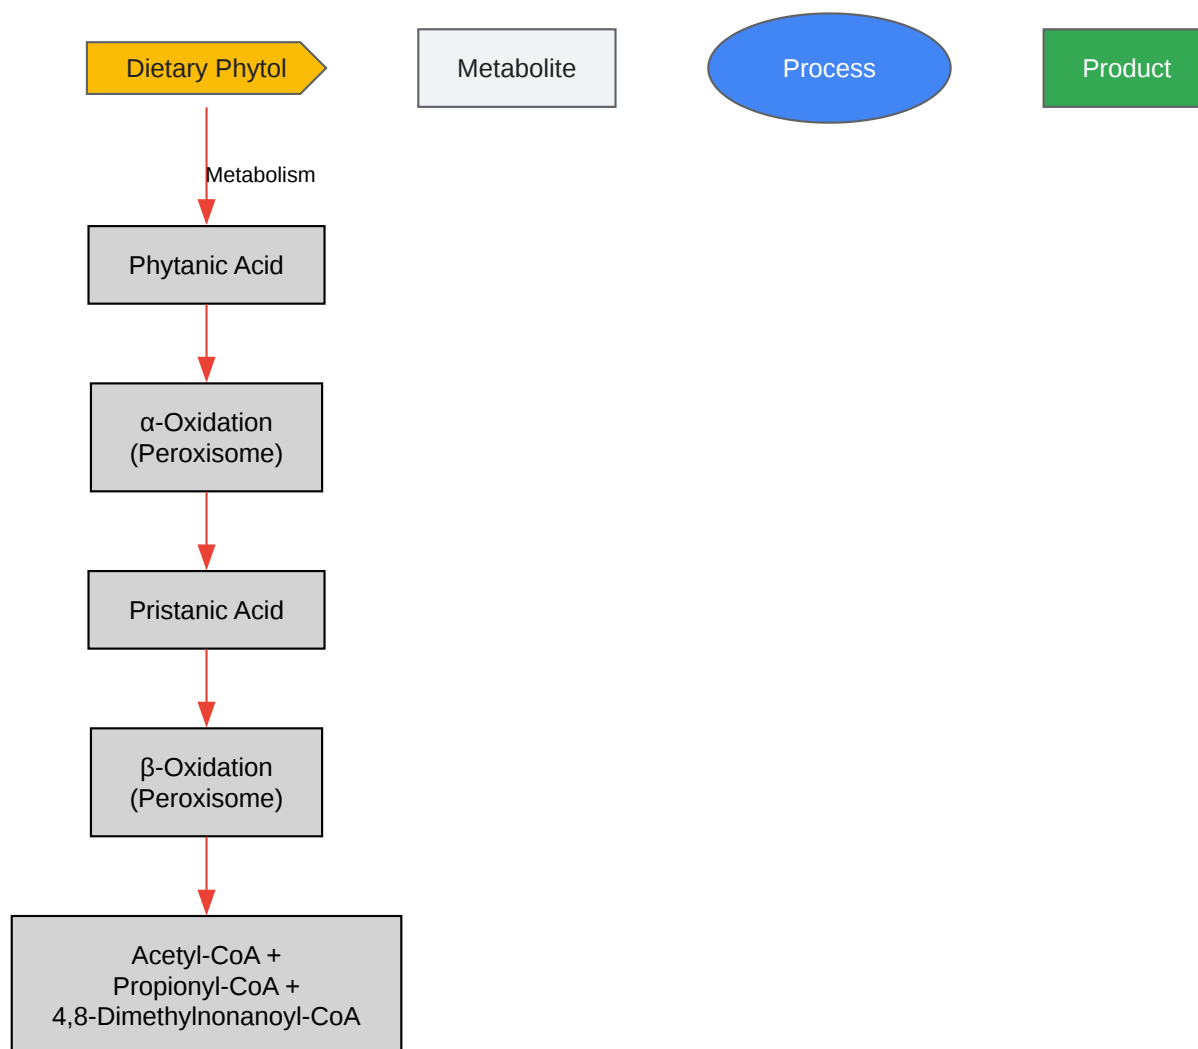 Dietary Phytol
Metabolite
Process
Product
Metabolism
Phytanic Acid
α-Oxidation
(Peroxisome)
Pristanic Acid
β-Oxidation
(Peroxisome)
Acetyl-CoA +
Propionyl-CoA +
4,8-Dimethylnonanoyl-CoA